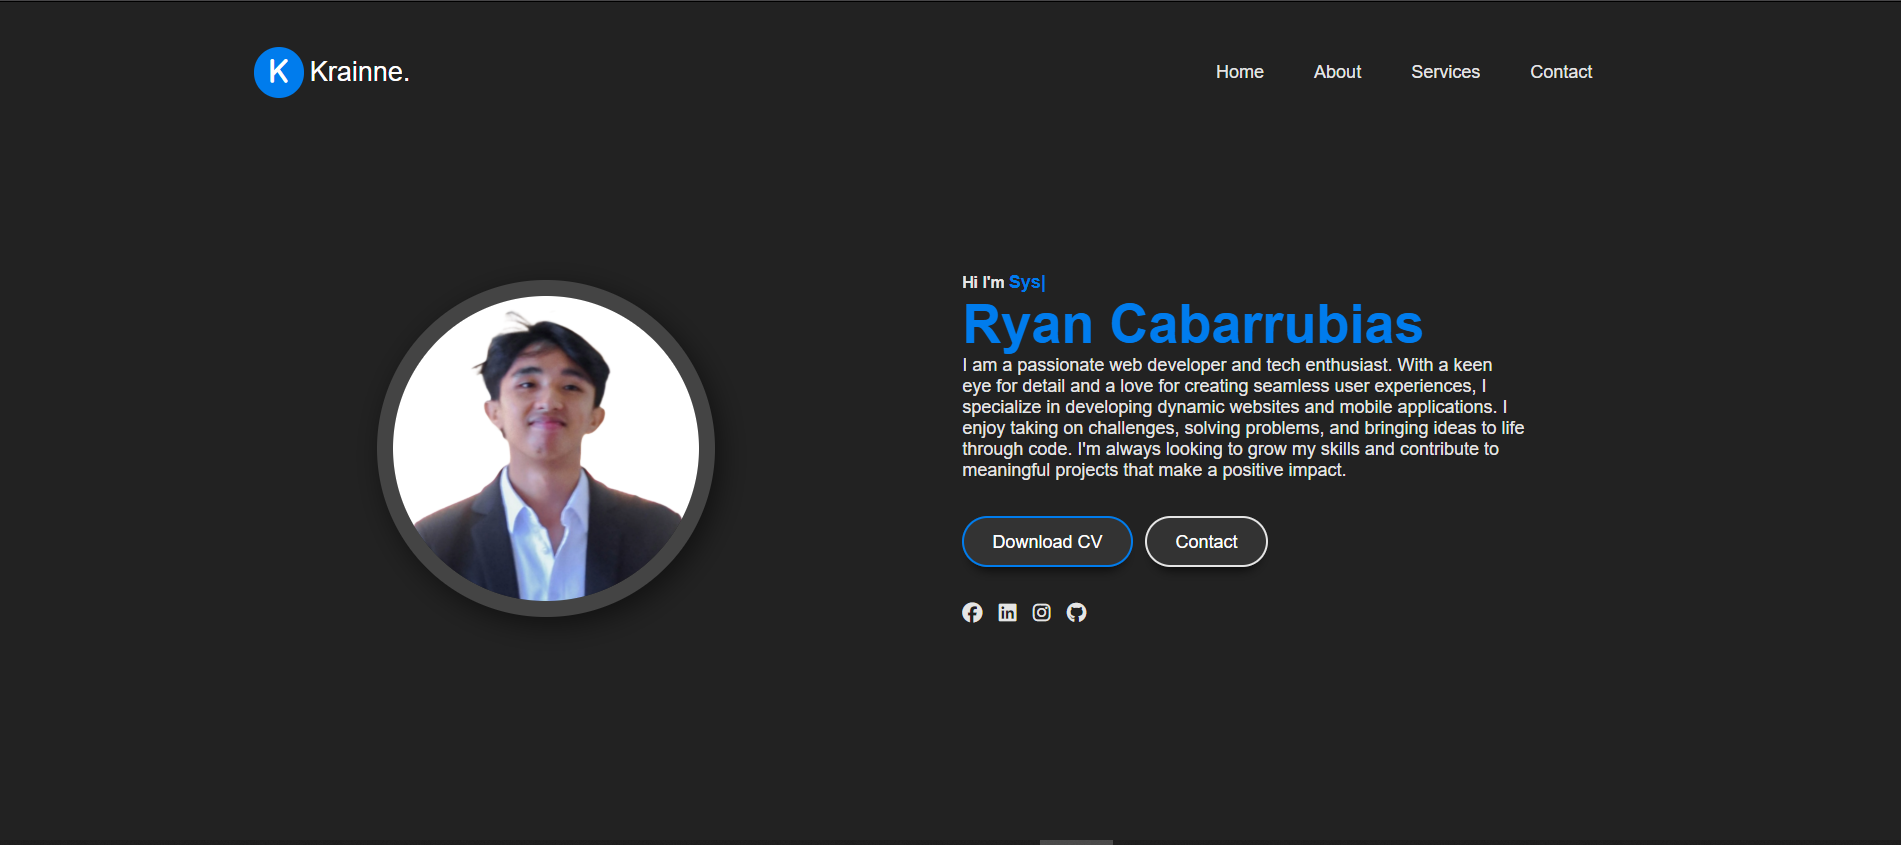 K Krainne.
Home About Services Contact
Hi I'm Sys|
Ryan Cabarrubias
I am a passionate web developer and tech enthusiast. With a keen
eye for detail and a love for creating seamless user experiences, I
specialize in developing dynamic websites and mobile applications. I
enjoy taking on challenges, solving problems, and bringing ideas to life
through code. I'm always looking to grow my skills and contribute to
meaningful projects that make a positive impact.
Download CV Contact